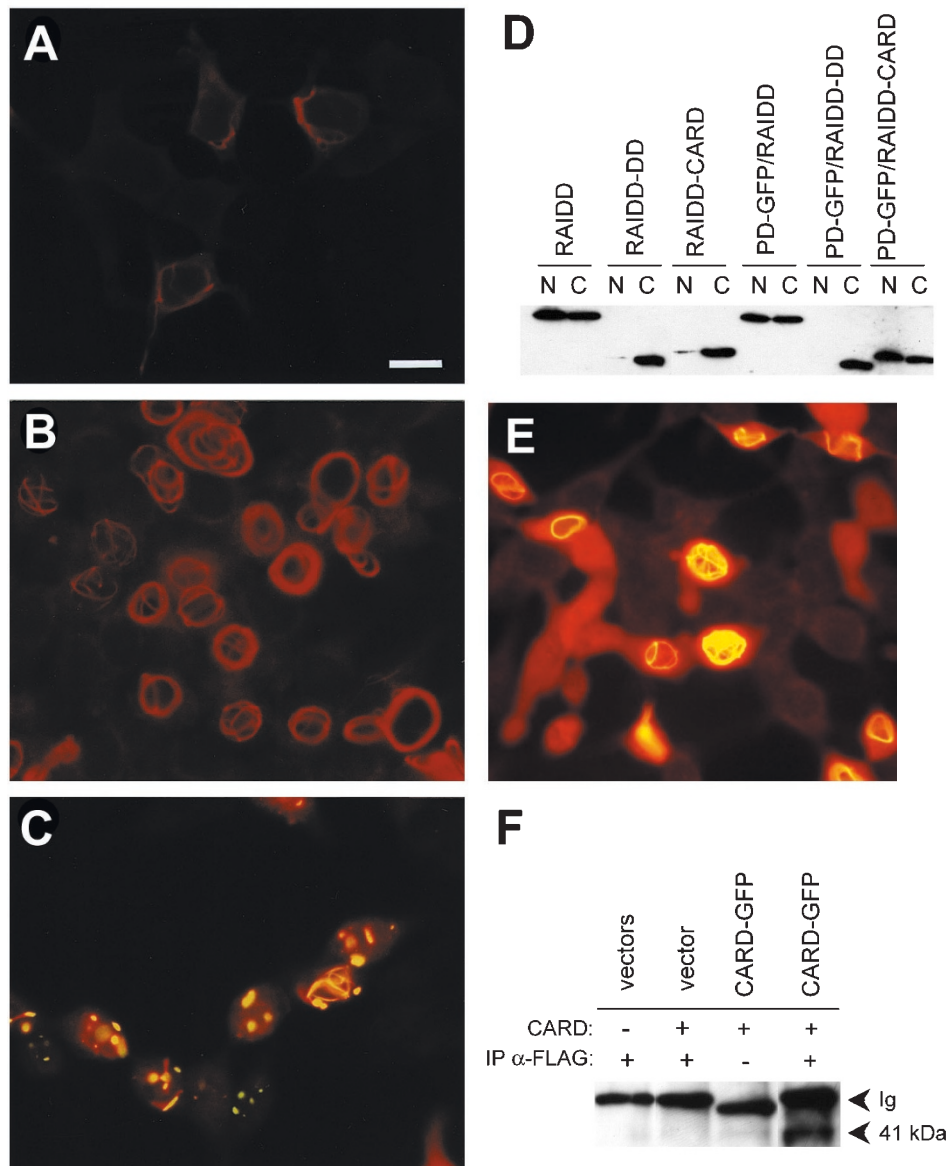 A
B
C
D
RAIDD
RAIDD-DD
RAIDD-CARD
PD-GFP/RAIDD
PD-GFP/RAIDD-DD
PD-GFP/RAIDD-CARD
N C N C N C N C N C N C
E
F
vectors
vector
CARD-GFP
CARD-GFP
CARD: - + + +
IP α-FLAG: + + - +
Ig
41 kDa